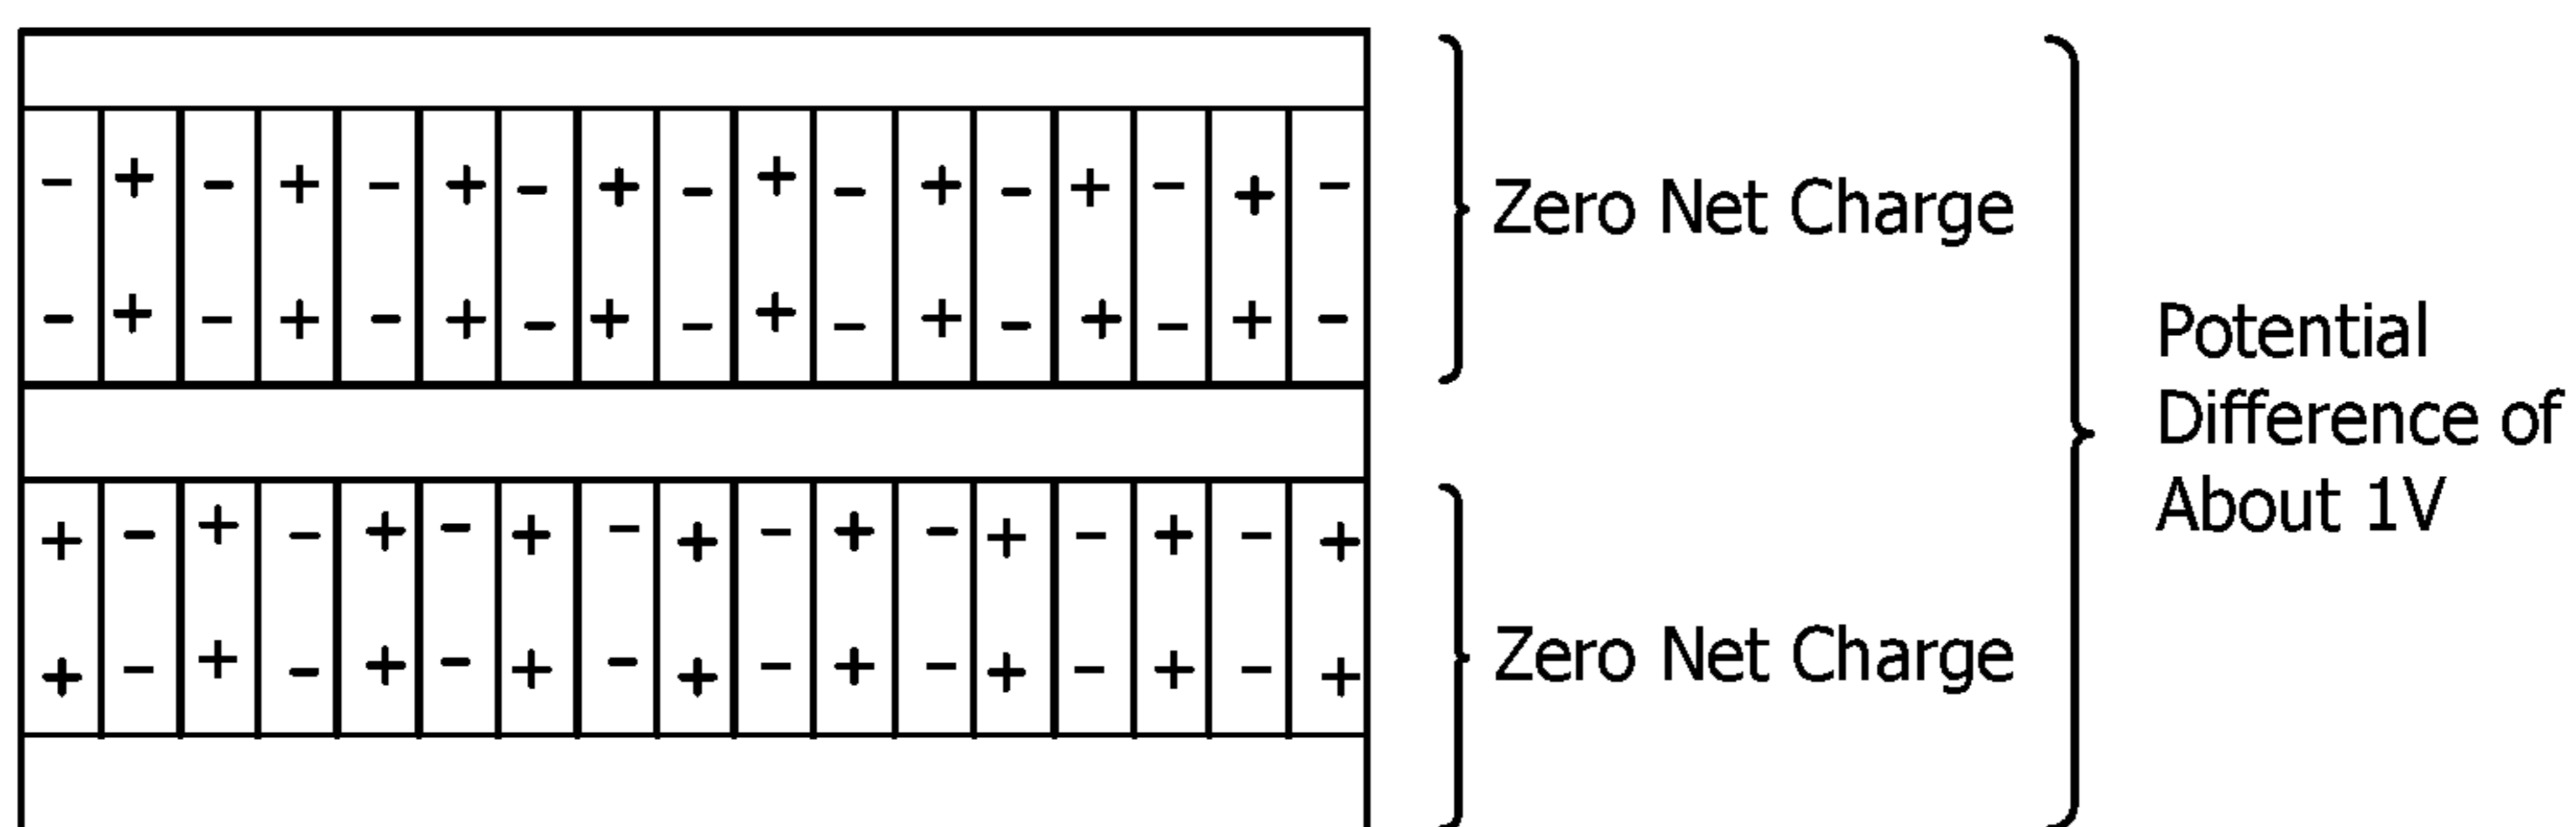 - + - + - + - + - + - + - + - + -
- + - + - + - + - + - + - + - + -
Zero Net Charge
+ - + - + - + - + - + - + - + - +
+ - + - + - + - + - + - + - + - +
Zero Net Charge
Potential
Difference of
About 1V